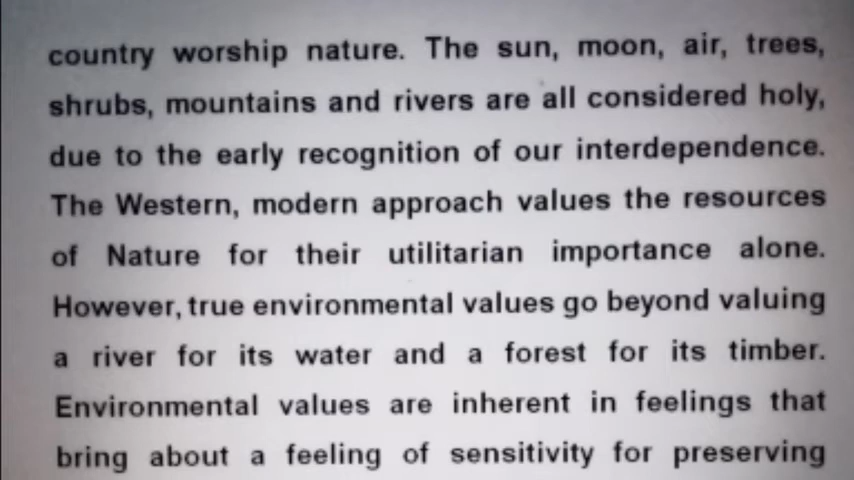 country worship nature. The sun, moon, air, trees,
shrubs, mountains and rivers are all considered holy,
due to the early recognition of our interdependence.
The Western, modern approach values the resources
of Nature for their utilitarian importance alone.
However, true environmental values go beyond valuing
a river for its water and a forest for its timber.
Environmental values are inherent in feelings that
bring about a feeling of sensitivity for preserving